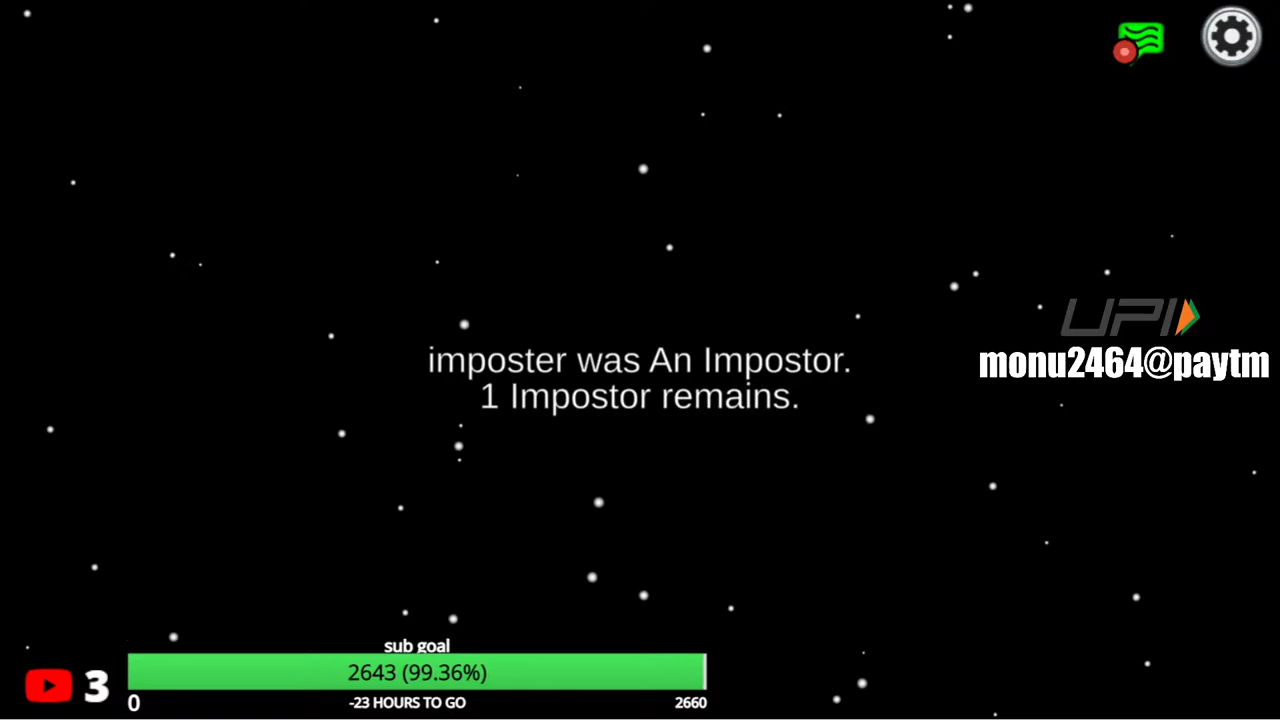 UPI
imposter was An Impostor.
1 Impostor remains.
monu2464@paytm
sub goal
2643 (99.36%)
3
0
-23 HOURS TO GO
2660